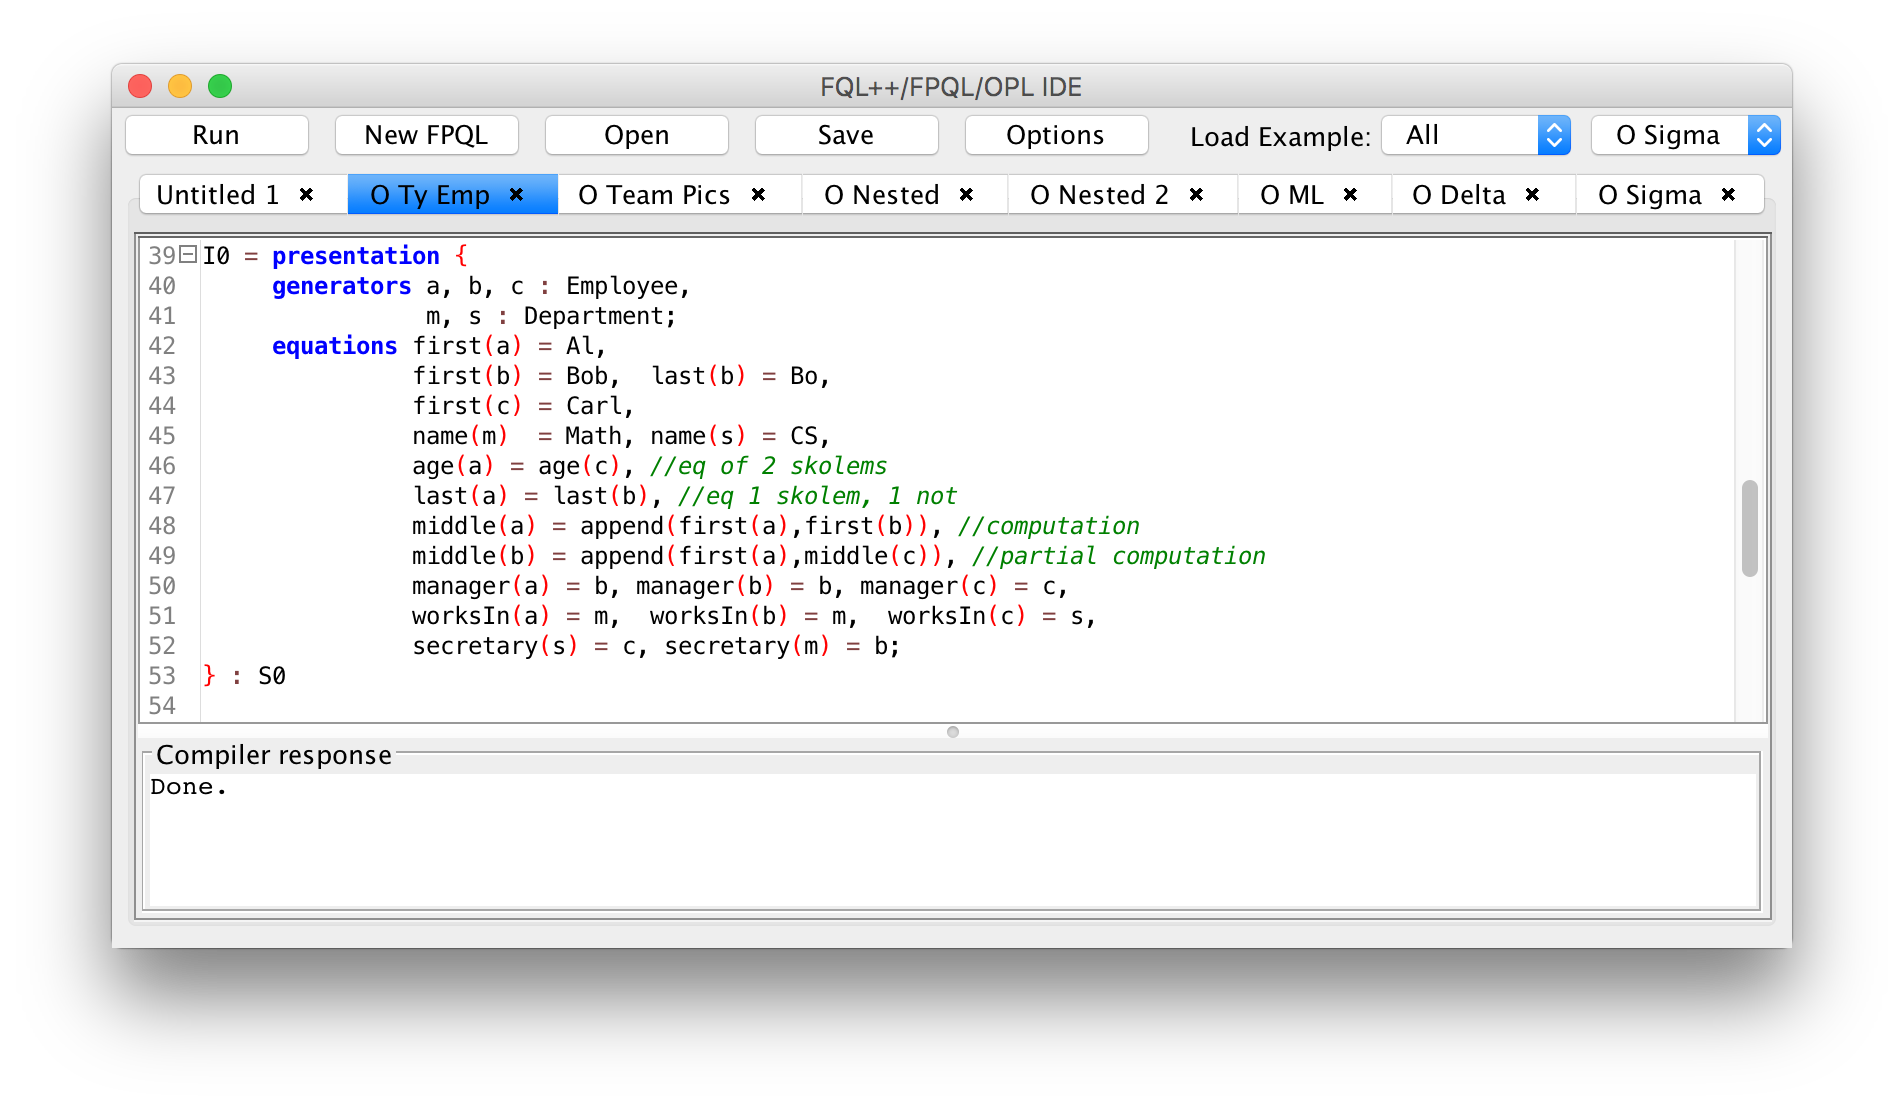 FQL++/FPQL/OPL IDE
Run New FPQL Open Save Options Load Example: All O Sigma
Untitled 1 ✖ O Ty Emp ✖ O Team Pics ✖ O Nested ✖ O Nested 2 ✖ O ML ✖ O Delta ✖ O Sigma ✖
39 I0 = presentation {
40 generators a, b, c : Employee,
41 m, s : Department;
42 equations first(a) = Al,
43 first(b) = Bob, last(b) = Bo,
44 first(c) = Carl,
45 name(m) = Math, name(s) = CS,
46 age(a) = age(c), //eq of 2 skolems
47 last(a) = last(b), //eq 1 skolem, 1 not
48 middle(a) = append(first(a),first(b)), //computation
49 middle(b) = append(first(a),middle(c)), //partial computation
50 manager(a) = b, manager(b) = b, manager(c) = c,
51 worksIn(a) = m, worksIn(b) = m, worksIn(c) = s,
52 secretary(s) = c, secretary(m) = b;
53 } : S0
54
Compiler response
Done.